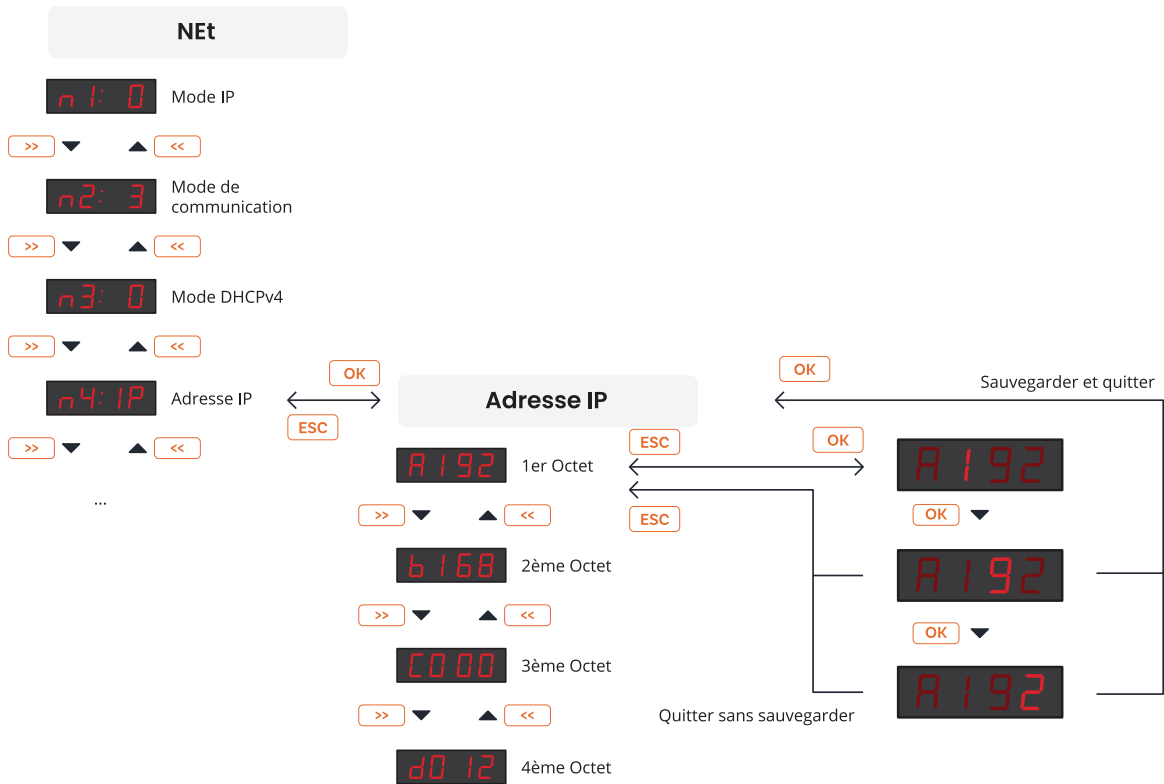 NEt
n1: 0
Mode IP
>> <<
n2: 3
Mode de
communication
>> <<
n3: 0
Mode DHCPv4
>> <<
n4:IP
Adresse IP
>> <<
...
OK
ESC
Adresse IP
A192
1er Octet
>> <<
b168
2ème Octet
>> <<
C000
3ème Octet
>> <<
d012
4ème Octet
ESC
OK
ESC
OK
Sauvegarder et quitter
A192
OK
A192
OK
A192
Quitter sans sauvegarder